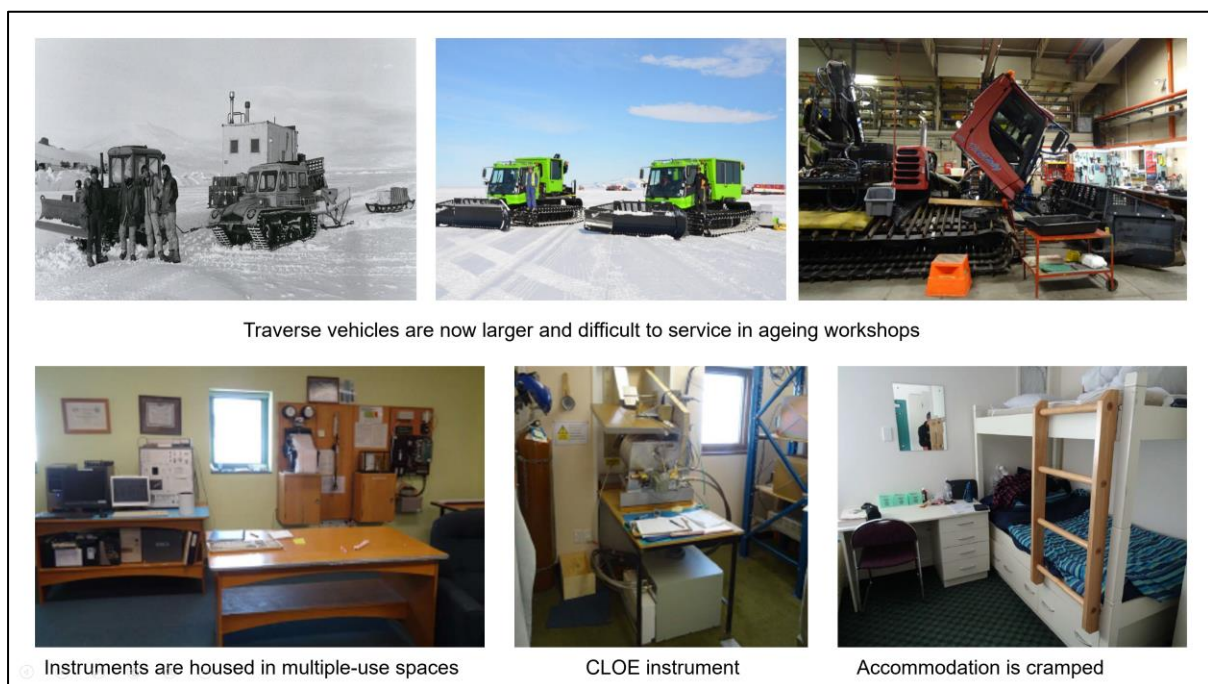 Traverse vehicles are now larger and difficult to service in ageing workshops
Instruments are housed in multiple-use spaces
CLOE instrument
Accommodation is cramped